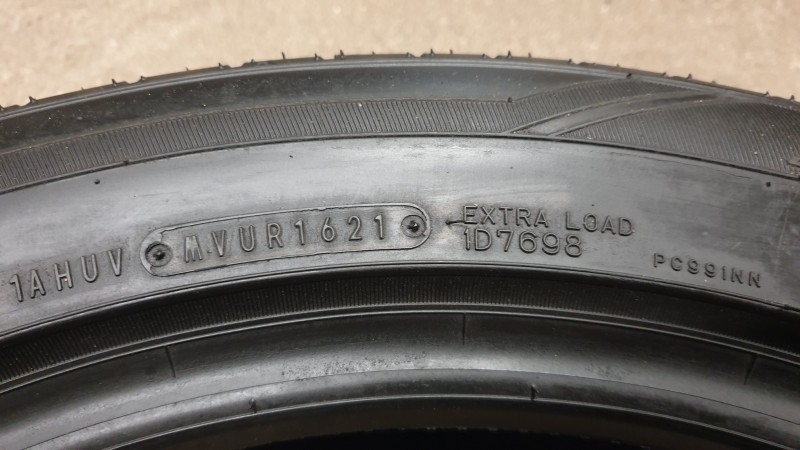 1AHUV MVUR1621 EXTRA LOAD
1D7698
PC991NN